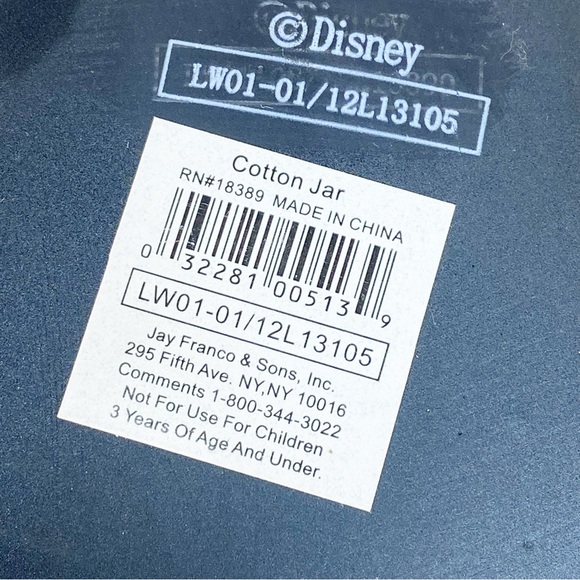 ©Disney
LW01-01/12L13105
Cotton Jar
RN#18389 MADE IN CHINA
0 32281 00513 9
LW01-01/12L13105
Jay Franco & Sons, Inc.
295 Fifth Ave. NY,NY 10016
Comments 1-800-344-3022
Not For Use For Children
3 Years Of Age And Under.